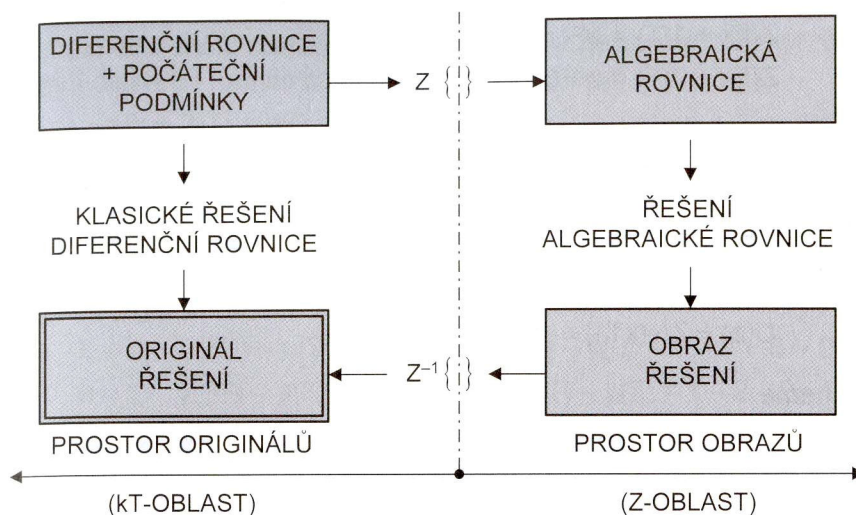 DIFERENČNÍ ROVNICE
+ POČÁTEČNÍ
PODMÍNKY
Z { }
ALGEBRAICKÁ
ROVNICE
KLASICKÉ ŘEŠENÍ
DIFERENČNÍ ROVNICE
ŘEŠENÍ
ALGEBRAICKÉ ROVNICE
ORIGINÁL
ŘEŠENÍ
Z⁻¹ { }
OBRAZ
ŘEŠENÍ
PROSTOR ORIGINÁLŮ
PROSTOR OBRAZŮ
(kT-OBLAST)
(Z-OBLAST)